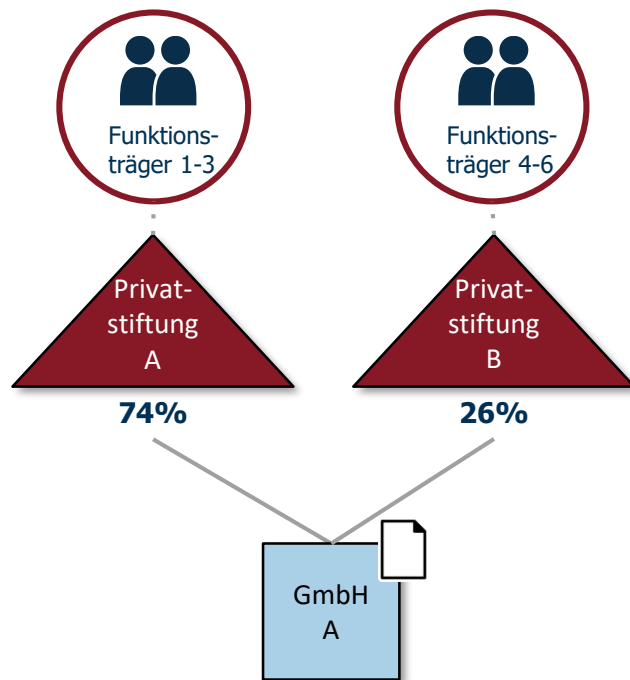 Funktions-
träger 1-3
Funktions-
träger 4-6
Privat-
stiftung
A
Privat-
stiftung
B
74%
26%
GmbH
A